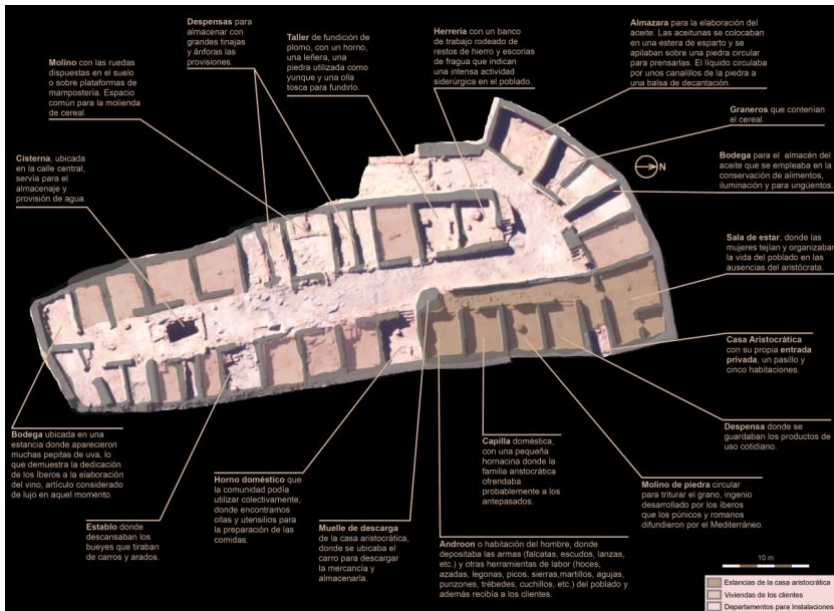 Despensas para
almacenar con
grandes tinajas
y ánforas las
provisiones.
Taller de fundición de
plomo, con un horno,
una leñera, una
piedra utilizada como
yunque y una olla
tosca para fundirlo.
Herrería con un banco
de trabajo rodeado de
restos de hierro y escorias
de fragua que indican
una intensa actividad
siderúrgica en el poblado.
Almazara para la elaboración del
aceite. Las aceitunas se colocaban
en una estera de esparto y se
apilaban sobre una piedra circular
para prensarlas. El líquido circulaba
por unos canalillos de la piedra a
una balsa de decantación.
Molino con las ruedas
dispuestas en el suelo
o sobre plataformas de
mampostería. Espacio
común para la molienda
de cereal.
Graneros que contenían
el cereal.
Cisterna, ubicada
en la calle central,
servía para el
almacenaje y
provisión de agua.
N
Bodega para el almacén del
aceite que se empleaba en la
conservación de alimentos,
iluminación y para ungüentos.
Sala de estar, donde las
mujeres tejían y organizaban
la vida del poblado en las
ausencias del aristócrata.
Casa Aristocrática
con su propia entrada
privada, un pasillo y
cinco habitaciones.
Despensa donde se
guardaban los productos de
uso cotidiano.
Bodega ubicada en una
estancia donde aparecieron
muchas pepitas de uva, lo
que demuestra la dedicación
de los íberos a la elaboración
del vino, artículo considerado
de lujo en aquel momento.
Establo donde
descansaban los
bueyes que tiraban
de carros y arados.
Horno doméstico que
la comunidad podía
utilizar colectivamente,
donde encontramos
ollas y utensilios para
la preparación de las
comidas.
Muelle de descarga
de la casa aristocrática,
donde se ubicaba el
carro para descargar
la mercancía y
almacenarla.
Capilla doméstica,
con una pequeña
hornacina donde la
familia aristocrática
ofrendaba
probablemente a los
antepasados.
Molino de piedra circular
para triturar el grano, ingenio
desarrollado por los íberos
que los púnicos y romanos
difundieron por el Mediterráneo.
Androon o habitación del hombre, donde
depositaba las armas (falcatas, escudos, lanzas,
etc.) y otras herramientas de labor (hoces,
azadas, legonas, picos, sierras,martillos, agujas,
punzones, trébedes, cuchillos, etc.) del poblado y
además recibía a los clientes.
10 m
Estancias de la casa aristocrática
Viviendas de los clientes
Departamentos para Instalaciones